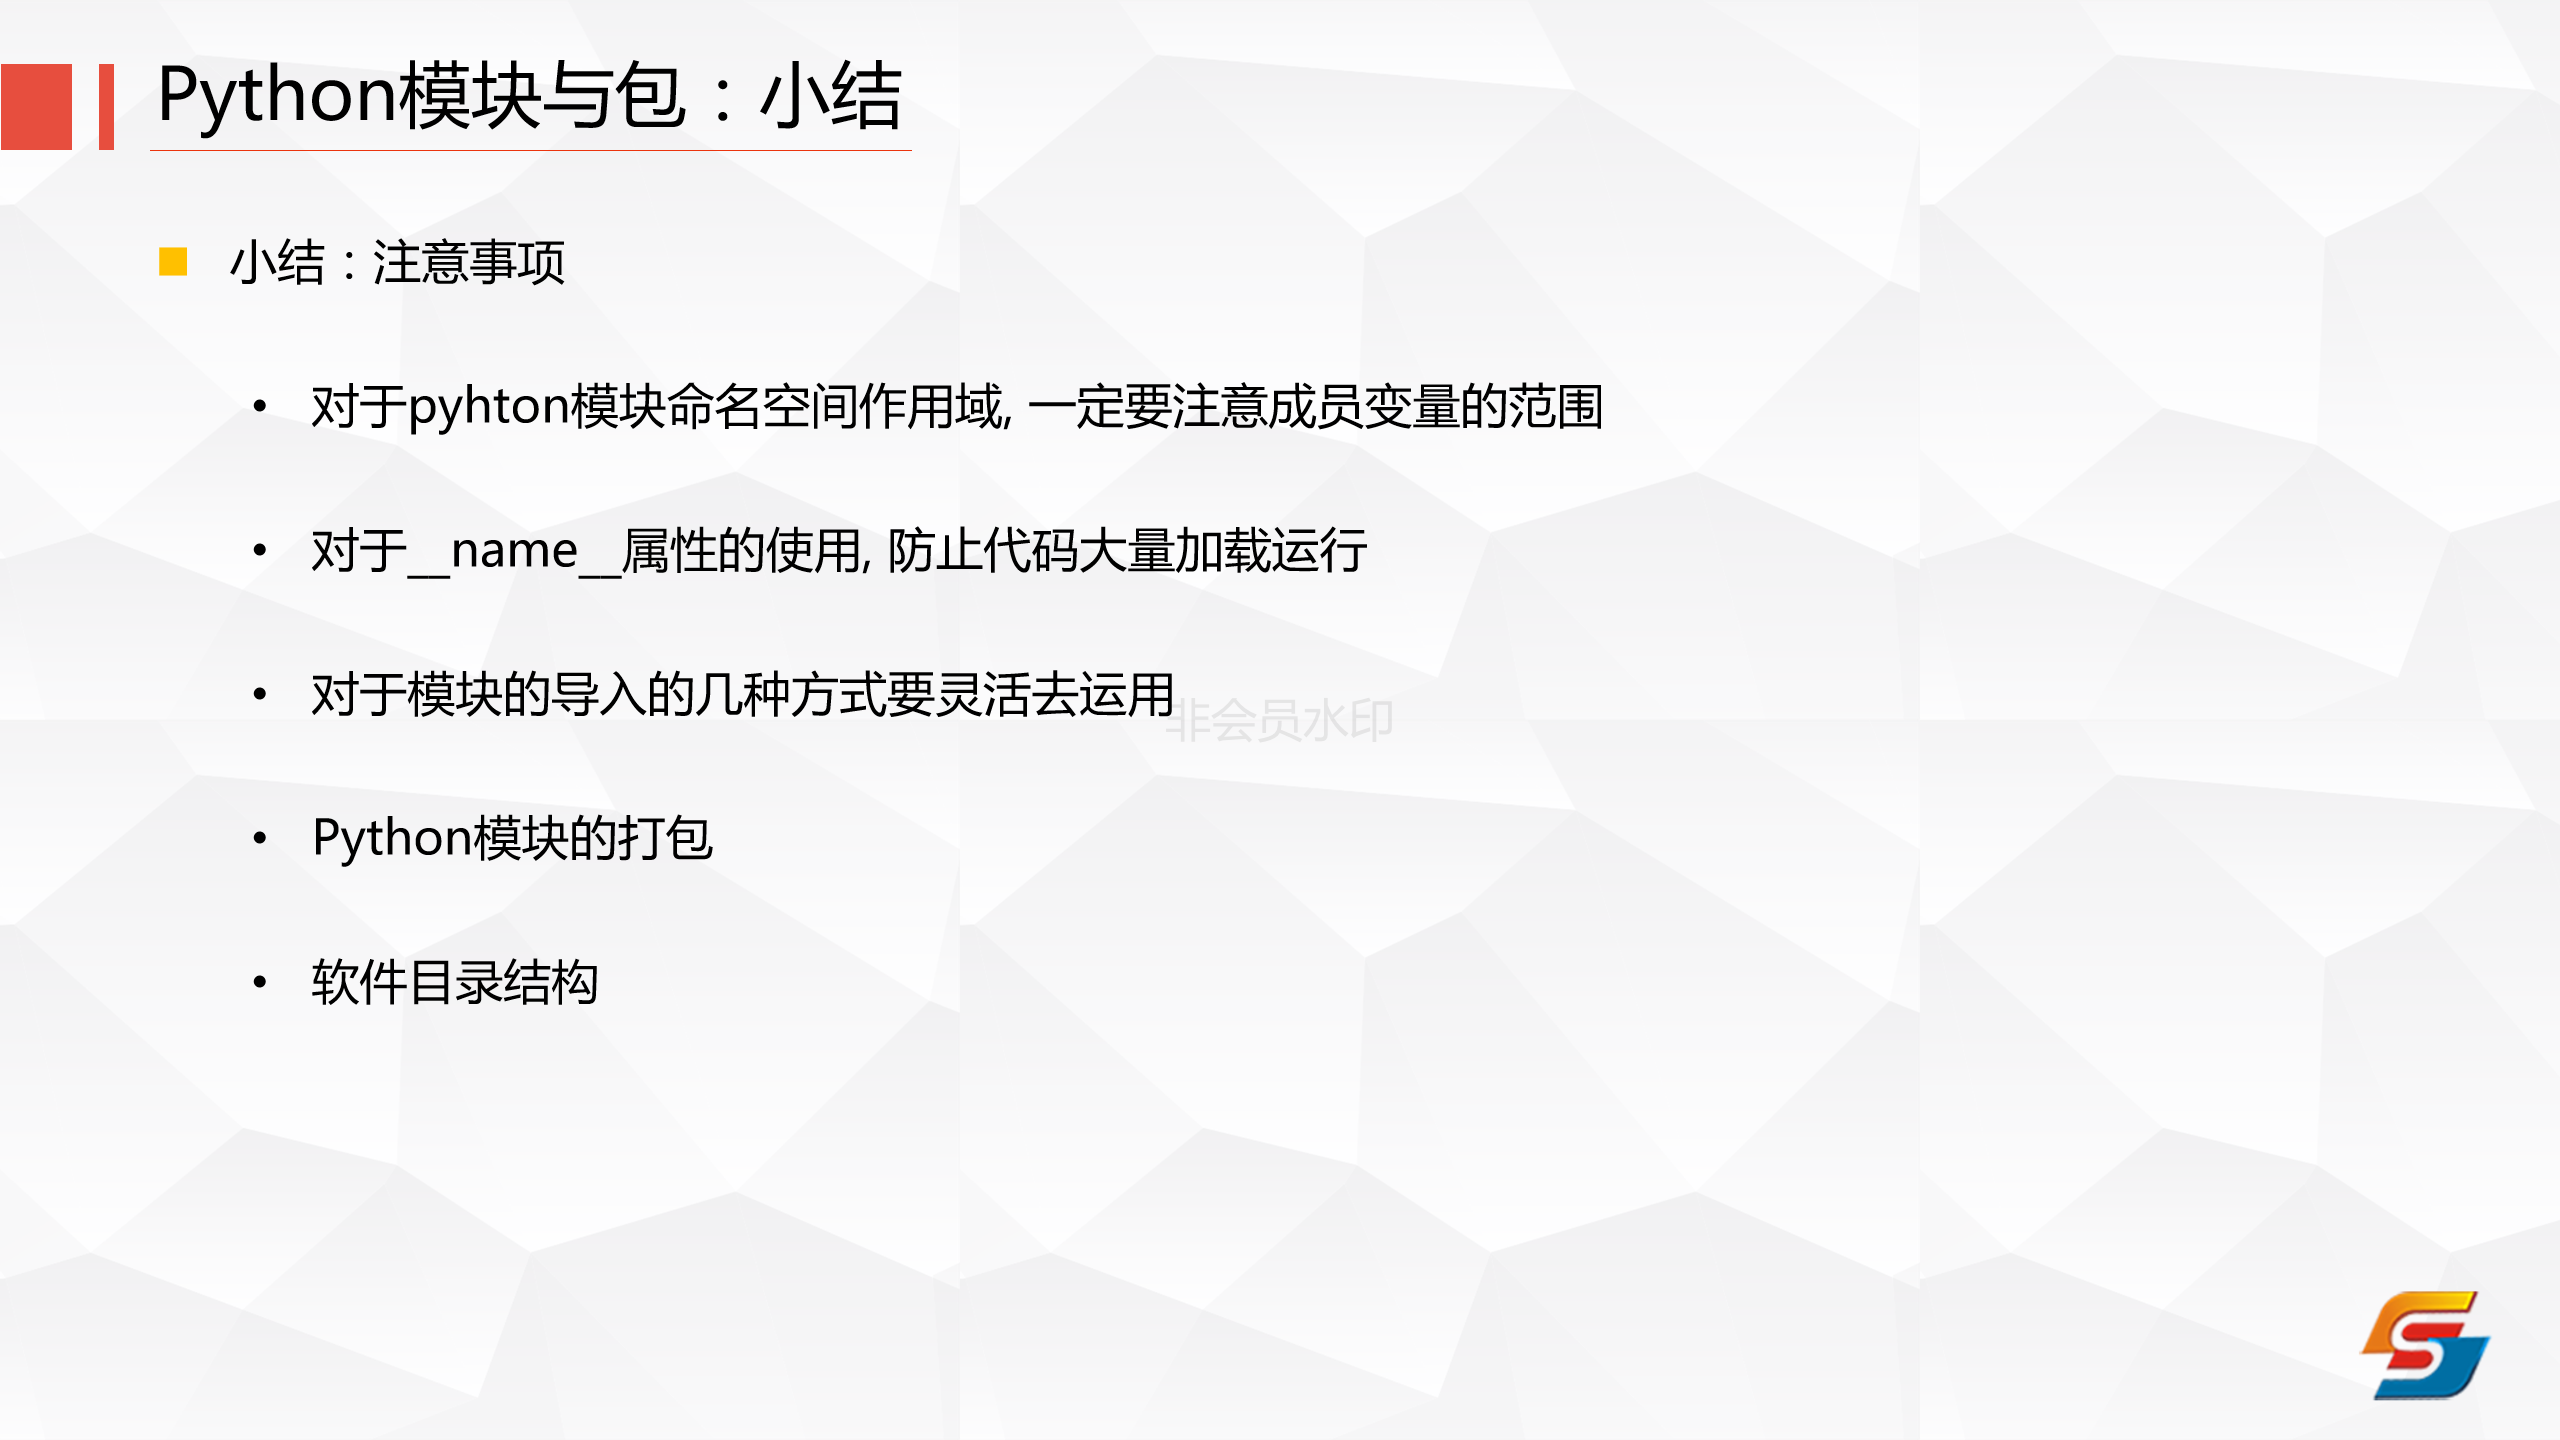 Python模块与包：小结
小结：注意事项
• 对于pyhton模块命名空间作用域, 一定要注意成员变量的范围
• 对于__name__属性的使用, 防止代码大量加载运行
• 对于模块的导入的几种方式要灵活去运用
非会员水印
• Python模块的打包
• 软件目录结构